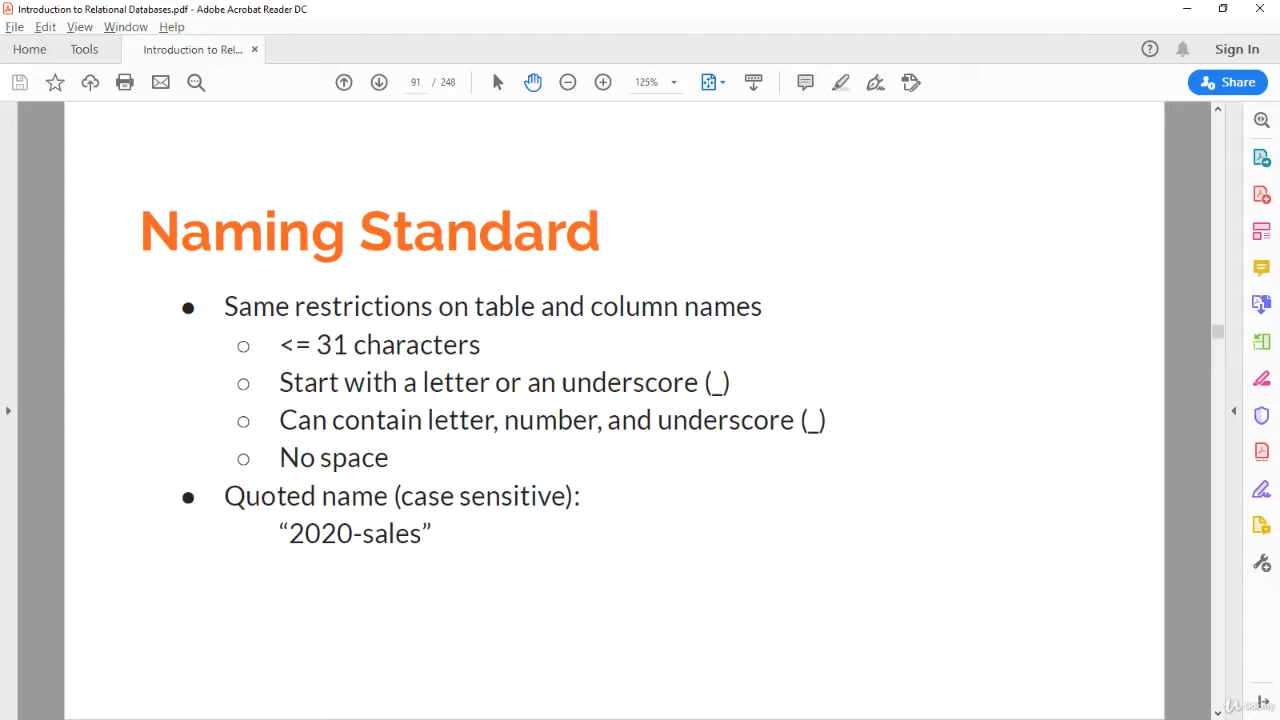 Introduction to Relational Databases.pdf - Adobe Acrobat Reader DC
File Edit View Window Help
Home Tools Introduction to Rel... × Sign In
91 / 248 125% Share
Naming Standard
● Same restrictions on table and column names
○ <= 31 characters
○ Start with a letter or an underscore (_)
○ Can contain letter, number, and underscore (_)
○ No space
● Quoted name (case sensitive):
“2020-sales”
Udemy